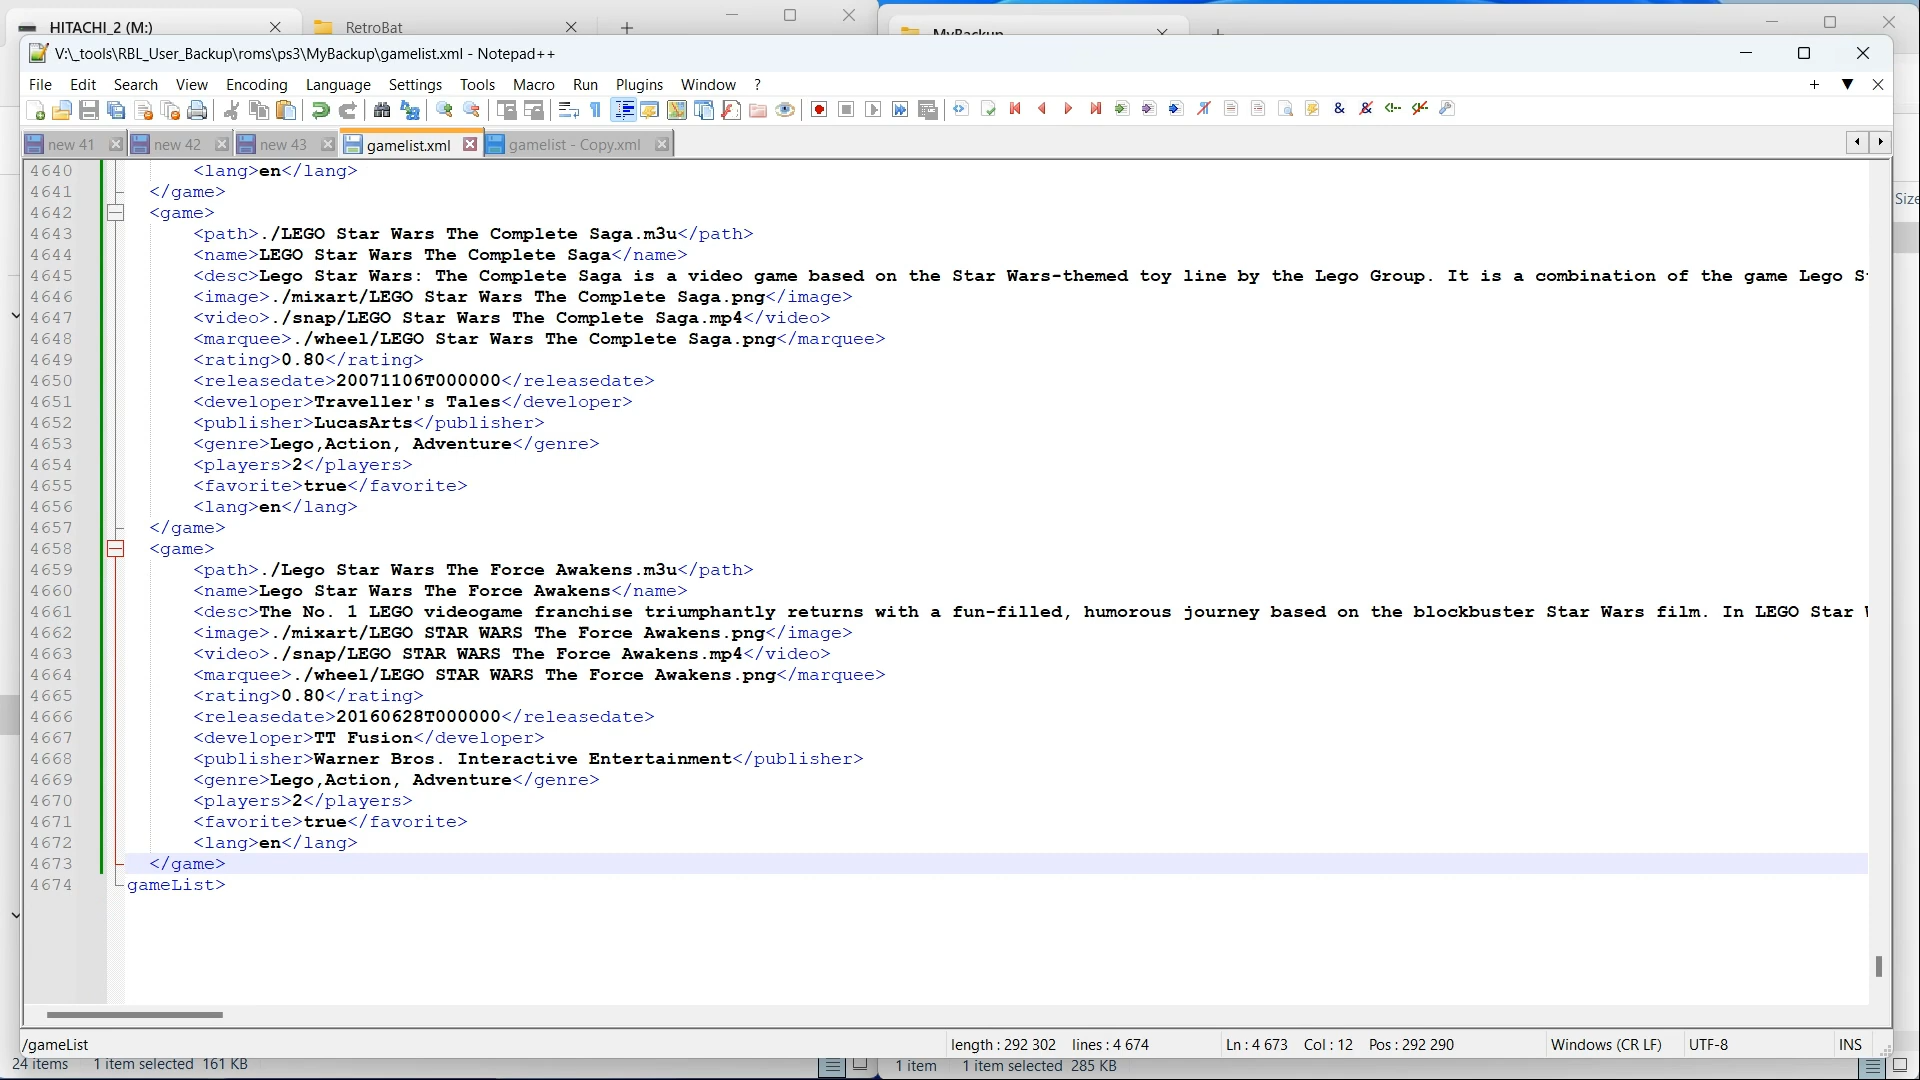 HITACHI_2 (M:) RetroBat
MyBackup
V:\_tools\RBL_User_Backup\roms\ps3\MyBackup\gamelist.xml - Notepad++
File Edit Search View Encoding Language Settings Tools Macro Run Plugins Window ?
new 41 new 42 new 43 gamelist.xml gamelist - Copy.xml
4640 <lang>en</lang>
4641 </game>
4642 <game>
4643 <path>./LEGO Star Wars The Complete Saga.m3u</path>
4644 <name>LEGO Star Wars The Complete Saga</name>
4645 <desc>Lego Star Wars: The Complete Saga is a video game based on the Star Wars-themed toy line by the Lego Group. It is a combination of the game Lego S
4646 <image>./mixart/LEGO Star Wars The Complete Saga.png</image>
4647 <video>./snap/LEGO Star Wars The Complete Saga.mp4</video>
4648 <marquee>./wheel/LEGO Star Wars The Complete Saga.png</marquee>
4649 <rating>0.80</rating>
4650 <releasedate>20071106T000000</releasedate>
4651 <developer>Traveller's Tales</developer>
4652 <publisher>LucasArts</publisher>
4653 <genre>Lego,Action, Adventure</genre>
4654 <players>2</players>
4655 <favorite>true</favorite>
4656 <lang>en</lang>
4657 </game>
4658 <game>
4659 <path>./Lego Star Wars The Force Awakens.m3u</path>
4660 <name>Lego Star Wars The Force Awakens</name>
4661 <desc>The No. 1 LEGO videogame franchise triumphantly returns with a fun-filled, humorous journey based on the blockbuster Star Wars film. In LEGO Star
4662 <image>./mixart/LEGO STAR WARS The Force Awakens.png</image>
4663 <video>./snap/LEGO STAR WARS The Force Awakens.mp4</video>
4664 <marquee>./wheel/LEGO STAR WARS The Force Awakens.png</marquee>
4665 <rating>0.80</rating>
4666 <releasedate>20160628T000000</releasedate>
4667 <developer>TT Fusion</developer>
4668 <publisher>Warner Bros. Interactive Entertainment</publisher>
4669 <genre>Lego,Action, Adventure</genre>
4670 <players>2</players>
4671 <favorite>true</favorite>
4672 <lang>en</lang>
4673 </game>
4674 gameList>
Size
/gameList length : 292 302 lines : 4 674 Ln : 4 673 Col : 12 Pos : 292 290 Windows (CR LF) UTF-8 INS
24 items 1 item selected 161 KB 1 item 1 item selected 285 KB